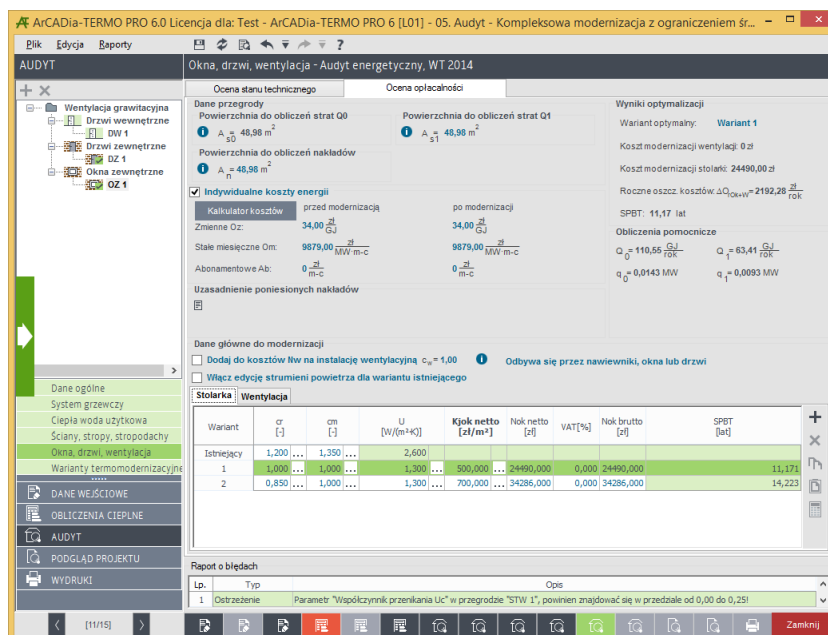 ArCADia-TERMO PRO 6.0 Licencja dla: Test - ArCADia-TERMO PRO 6 [L01] - 05. Audyt - Kompleksowa modernizacja z ograniczeniem śr...
Plik Edycja Raporty
AUDYT
Okna, drzwi, wentylacja - Audyt energetyczny, WT 2014
Wentylacja grawitacyjna
Drzwi wewnętrzne
DW 1
Drzwi zewnętrzne
DZ 1
Okna zewnętrzne
OZ 1
Dane ogólne
System grzewczy
Ciepła woda użytkowa
Ściany, stropy, stropodachy
Okna, drzwi, wentylacja
Warianty termomodernizacyjne
DANE WEJŚCIOWE
OBLICZENIA CIEPLNE
AUDYT
PODGLĄD PROJEKTU
WYDRUKI
Ocena stanu technicznego Ocena opłacalności
Dane przegrody
Powierzchnia do obliczeń strat Q0 Powierzchnia do obliczeń strat Q1
A s0 = 48,98 m² A s1 = 48,98 m²
Powierzchnia do obliczeń nakładów
A n = 48,98 m²
Indywidualne koszty energii
Kalkulator kosztów przed modernizacją po modernizacji
Zmienne Oz: 34,00 zł/GJ 34,00 zł/GJ
Stałe miesięczne Om: 9879,00 zł/MW·m-c 9879,00 zł/MW·m-c
Abonamentowe Ab: 0 zł/m-c 0 zł/m-c
Uzasadnienie poniesionych nakładów
Wyniki optymalizacji
Wariant optymalny: Wariant 1
Koszt modernizacji wentylacji: 0 zł
Koszt modernizacji stolarki: 24490,00 zł
Roczne oszcz. kosztów: ΔO rOk+W = 2192,28 zł/rok
SPBT: 11,17 lat
Obliczenia pomocnicze
Q 0 = 110,55 GJ/rok Q 1 = 63,41 GJ/rok
q 0 = 0,0143 MW q 1 = 0,0093 MW
Dane główne do modernizacji
Dodaj do kosztów Nw na instalację wentylacyjną c w = 1,00 Odbywa się przez nawiewniki, okna lub drzwi
Włącz edycję strumieni powietrza dla wariantu istniejącego
Stolarka Wentylacja
Wariant cr [-] cm [-] U [W/(m²·K)] Kjok netto [zł/m²] Nok netto [zł] VAT[%] Nok brutto [zł] SPBT [lat]
Istniejący 1,200 ... 1,350 ... 2,600
1 1,000 ... 1,000 ... 1,300 ... 500,000 ... 24490,000 0,000 24490,000 11,171
2 0,850 ... 1,000 ... 1,300 ... 700,000 ... 34286,000 0,000 34286,000 14,223
Raport o błędach
Lp. Typ Opis
1 Ostrzeżenie Parametr "Współczynnik przenikania Uc" w przegrodzie "STW 1", powinien znajdować się w przedziale od 0,00 do 0,25!
[11/15]
Zamknij